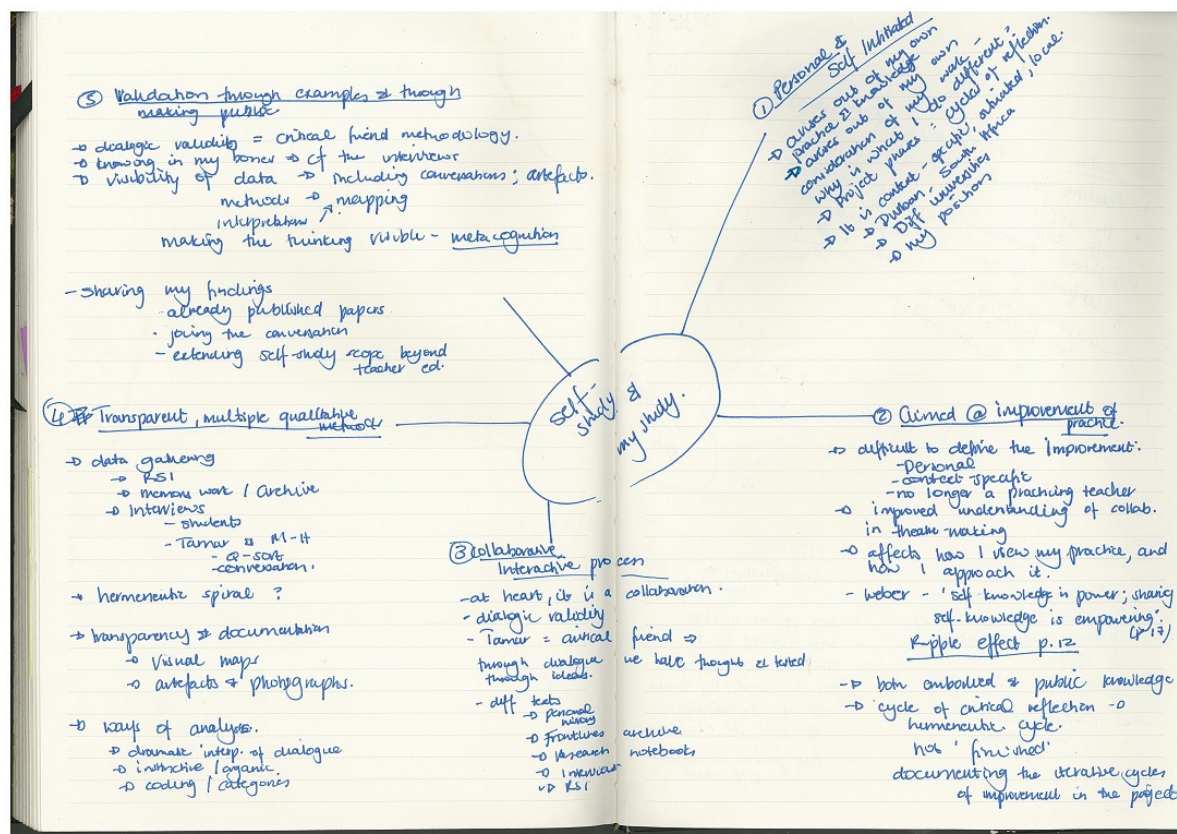 self-
study &
my study.
① Personal &
Self Initiated
→ arises out of my own
practice & knowledge
→ arises out of my own
consideration of my work -
why is what I do different?
→ Project phases = cycles of reflection.
→ It is context-specific, situated, local.
→ Durban - South Africa
→ Diff universities
→ my position
② Aimed @ improvement of
practice.
→ difficult to define the improvement.
- Personal
- context-specific
- no longer a practicing teacher
→ improved understanding of collab.
in theatre-making
→ affects how I view my practice, and
how I approach it.
- Weber - 'self-knowledge is power; sharing
self-knowledge is empowering'.
(p 17)
Ripple effect p.12
→ both embodied & public knowledge
→ cycle of critical reflection →
hermeneutic cycle.
not 'finished'
documenting the iterative cycles
of improvement in the project
③ Collaborative
Interactive process
- at heart, it is a collaboration.
- dialogic validity
- Tamar = critical friend ⇒
through dialogue we have thought & tested
through ideas.
- diff texts
→ personal history
→ Frontlines archive
→ research notebooks
→ Interviews
→ RSI
④ Transparent, multiple qualitative
methods
→ data gathering
→ RSI
→ memory work / archive
→ Interviews
- students
- Tamar & M-H
- Q-sort
- conversation.
→ hermeneutic spiral ?
→ transparency & documentation
→ visual maps
→ artefacts & photographs.
→ ways of analysis.
→ dramatic interp. of dialogue
→ instinctive / organic
→ coding / categories
⑤ Validation through examples & through
making public
→ dialogic validity = critical friend methodology.
→ knowing in my bones ⇒ cf the interviews
→ visibility of data → including conversations; artefacts.
methods → mapping
interpretation ↗
making the thinking visible - metacognition
- sharing my findings
- already published papers
· joining the conversation
- extending self-study scope beyond
teacher ed.